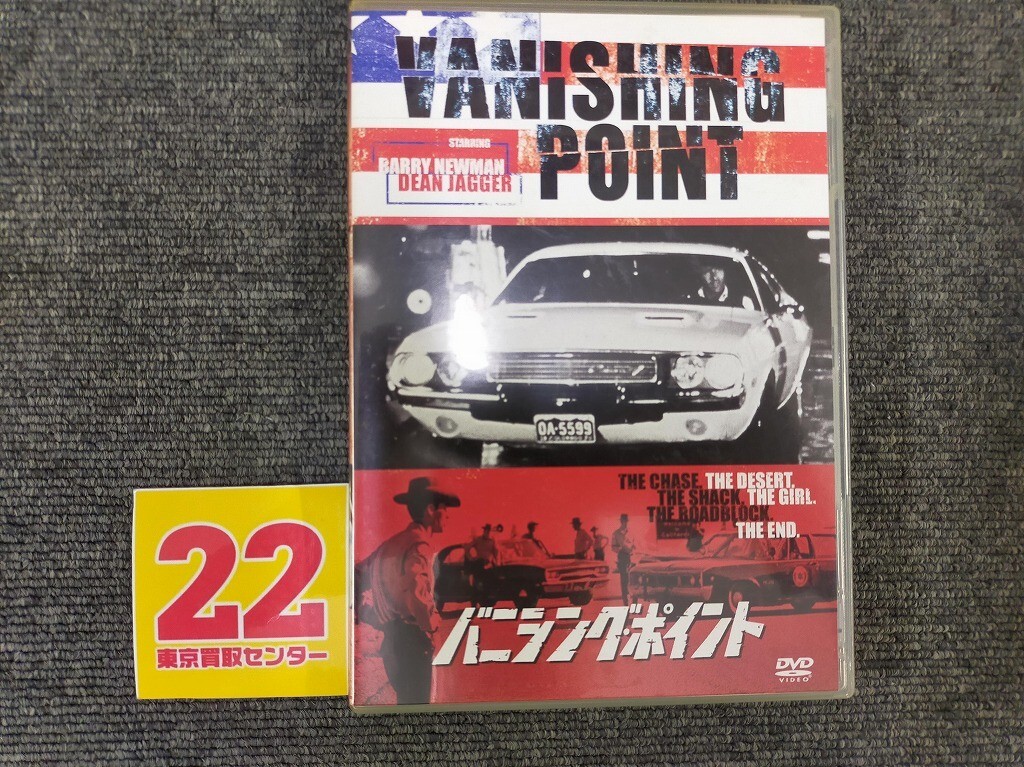 VANISHING
POINT
STARRING
BARRY NEWMAN
DEAN JAGGER
OA-5599
THE CHASE. THE DESERT.
THE SHACK. THE GIRL.
THE ROADBLOCK.
THE END.
バニシング・ポイント
DVD
VIDEO
22
東京買取センター